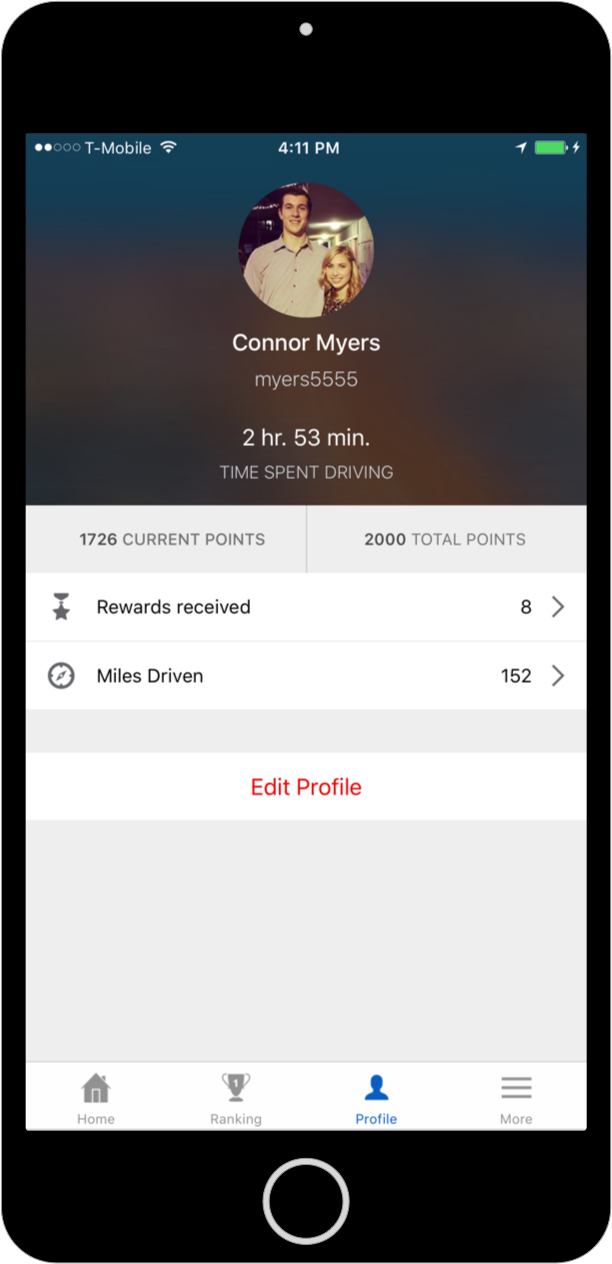 T-Mobile 4:11 PM
Connor Myers
myers5555
2 hr. 53 min.
TIME SPENT DRIVING
1726 CURRENT POINTS 2000 TOTAL POINTS
Rewards received 8
Miles Driven 152
Edit Profile
1
Home Ranking Profile More